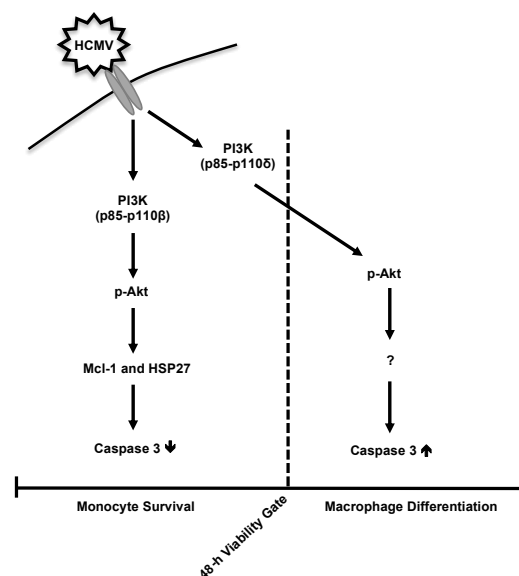 HCMV
PI3K
(p85-p110δ)
PI3K
(p85-p110β)
p-Akt
p-Akt
Mcl-1 and HSP27
?
Caspase 3 ↓
Caspase 3 ↑
Monocyte Survival
48-h Viability Gate
Macrophage Differentiation